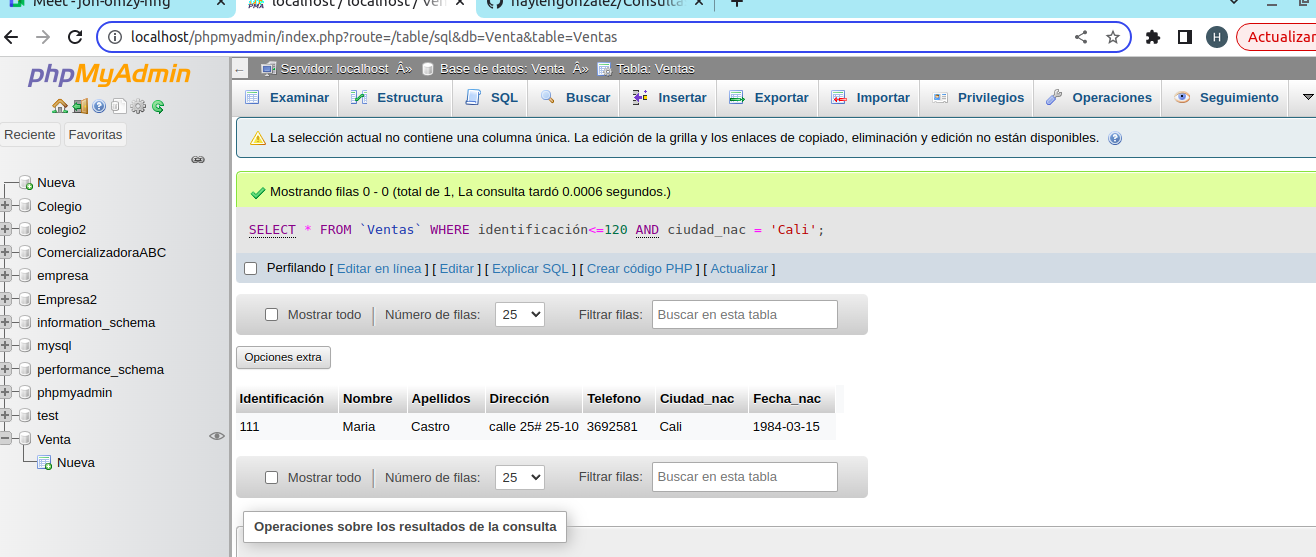 Meet - jon-omzy-hng
localhost / localhost / Ven
haylengonzalez/Consulta
localhost/phpmyadmin/index.php?route=/table/sql&db=Venta&table=Ventas
H
Actualizar
phpMyAdmin
Servidor: localhost Â» Base de datos: Venta Â» Tabla: Ventas
Examinar Estructura SQL Buscar Insertar Exportar Importar Privilegios Operaciones Seguimiento
Reciente Favoritas
La selección actual no contiene una columna única. La edición de la grilla y los enlaces de copiado, eliminación y edición no están disponibles.
Nueva
Colegio
colegio2
ComercializadoraABC
empresa
Empresa2
information_schema
mysql
performance_schema
phpmyadmin
test
Venta
Nueva
Mostrando filas 0 - 0 (total de 1, La consulta tardó 0.0006 segundos.)
SELECT * FROM `Ventas` WHERE identificación<=120 AND ciudad_nac = 'Cali';
Perfilando [ Editar en línea ] [ Editar ] [ Explicar SQL ] [ Crear código PHP ] [ Actualizar ]
Mostrar todo Número de filas: 25 Filtrar filas: Buscar en esta tabla
Opciones extra
Identificación Nombre Apellidos Dirección Telefono Ciudad_nac Fecha_nac
111 Maria Castro calle 25# 25-10 3692581 Cali 1984-03-15
Mostrar todo Número de filas: 25 Filtrar filas: Buscar en esta tabla
Operaciones sobre los resultados de la consulta